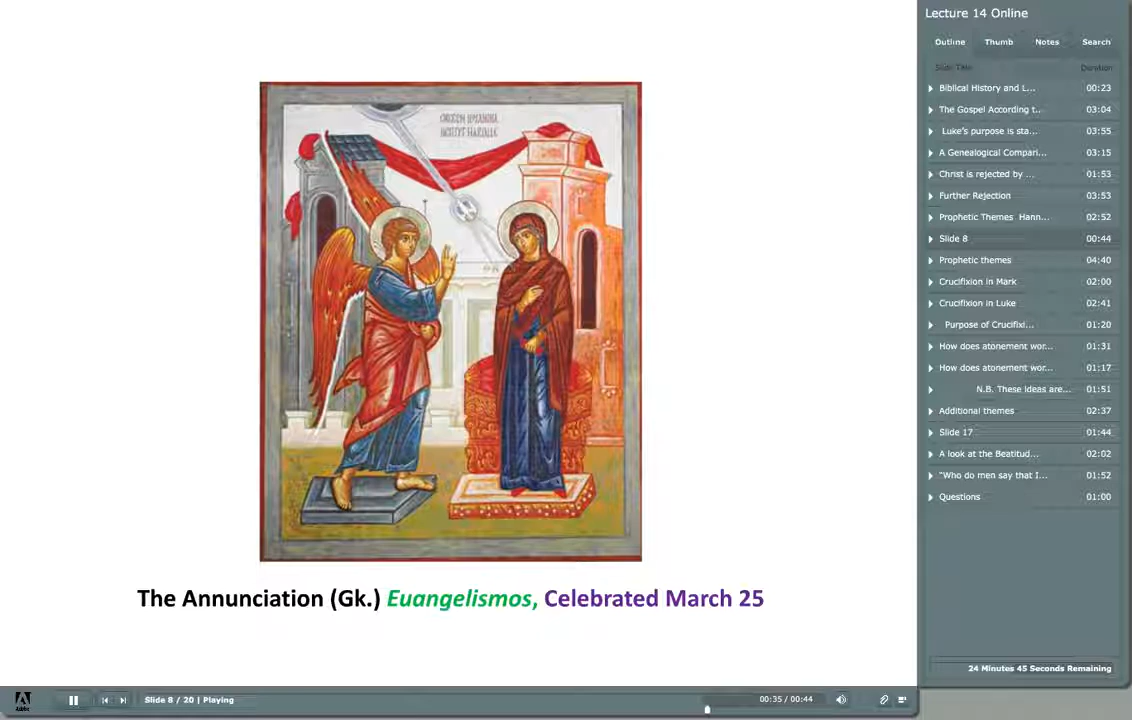 Lecture 14 Online
Outline Thumb Notes Search
Slide Title Duration
Biblical History and L... 00:23
The Gospel According t... 03:04
Luke's purpose is sta... 03:55
A Genealogical Compari... 03:15
Christ is rejected by ... 01:53
Further Rejection 03:53
Prophetic Themes Hann... 02:52
Slide 8 00:44
Prophetic themes 04:40
Crucifixion in Mark 02:00
Crucifixion in Luke 02:41
Purpose of Crucifixi... 01:20
How does atonement wor... 01:31
How does atonement wor... 01:17
N.B. These ideas are... 01:51
Additional themes 02:37
Slide 17 01:44
A look at the Beatitud... 02:02
"Who do men say that I... 01:52
Questions 01:00
The Annunciation (Gk.) Euangelismos, Celebrated March 25
24 Minutes 45 Seconds Remaining
Adobe
Slide 8 / 20 | Playing
00:35 / 00:44